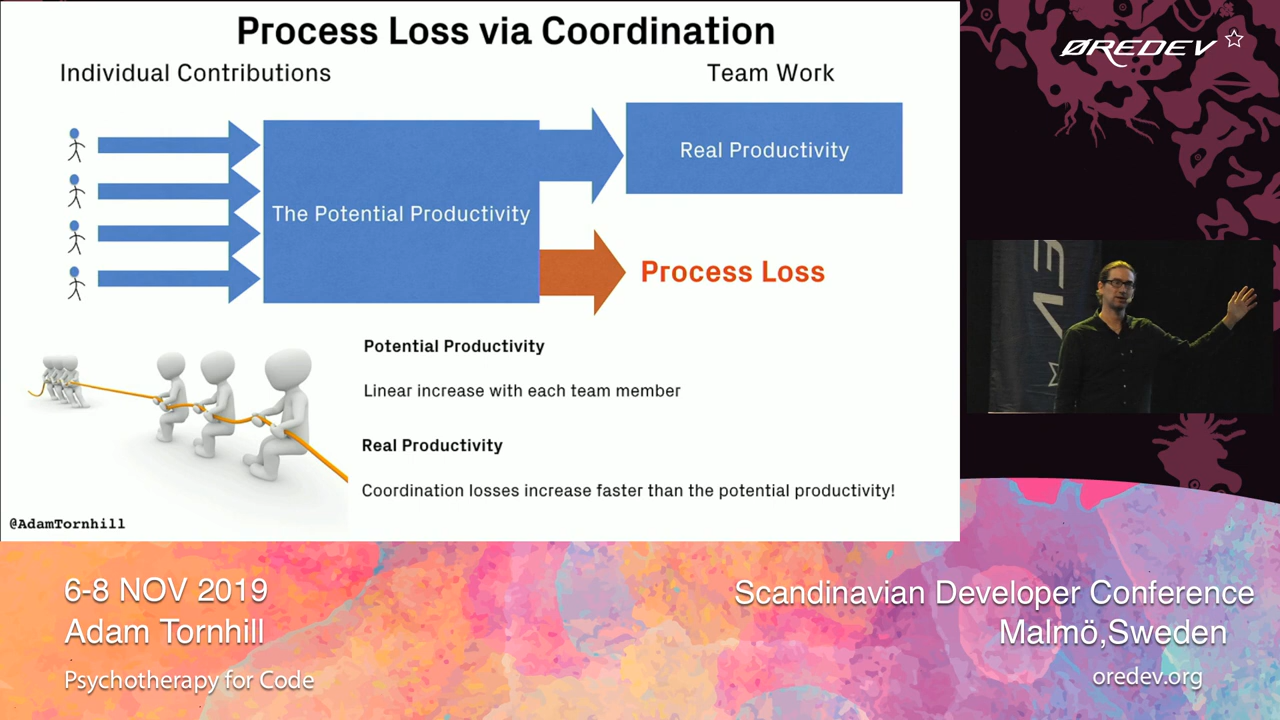 Process Loss via Coordination
Individual Contributions
Team Work
The Potential Productivity
Real Productivity
Process Loss
Potential Productivity
Linear increase with each team member
Real Productivity
Coordination losses increase faster than the potential productivity!
@AdamTornhill
ØREDEV
6-8 NOV 2019
Adam Tornhill
Psychotherapy for Code
Scandinavian Developer Conference
Malmö,Sweden
oredev.org